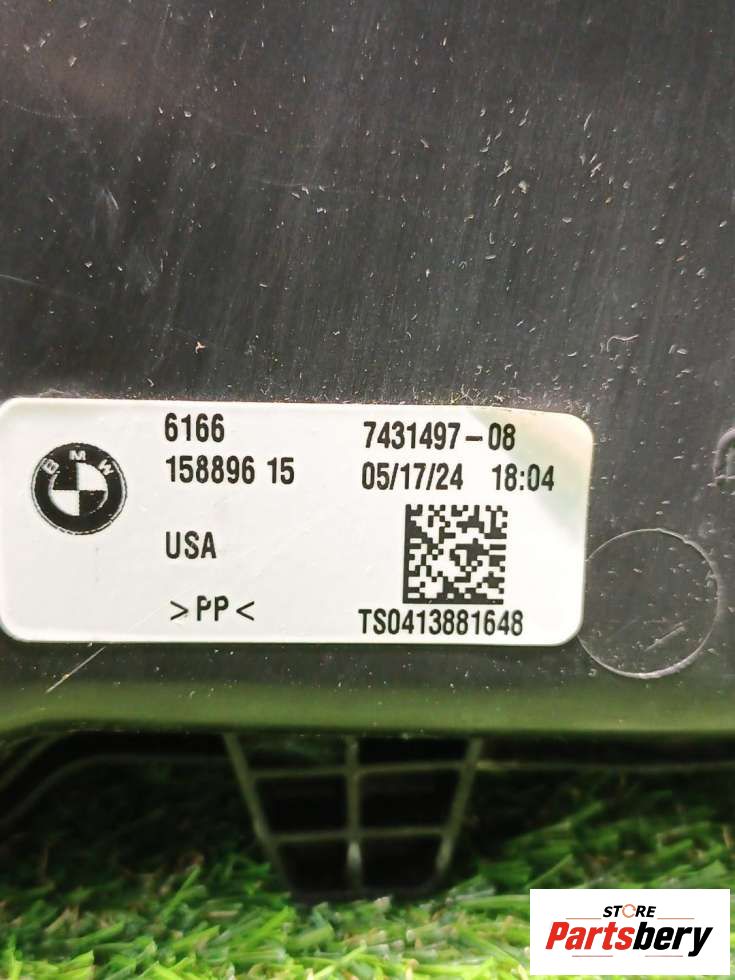 6166 7431497-08
BMW
158896 15 05/17/24 18:04
USA
>PP<
TS0413881648
STORE
Partsbery